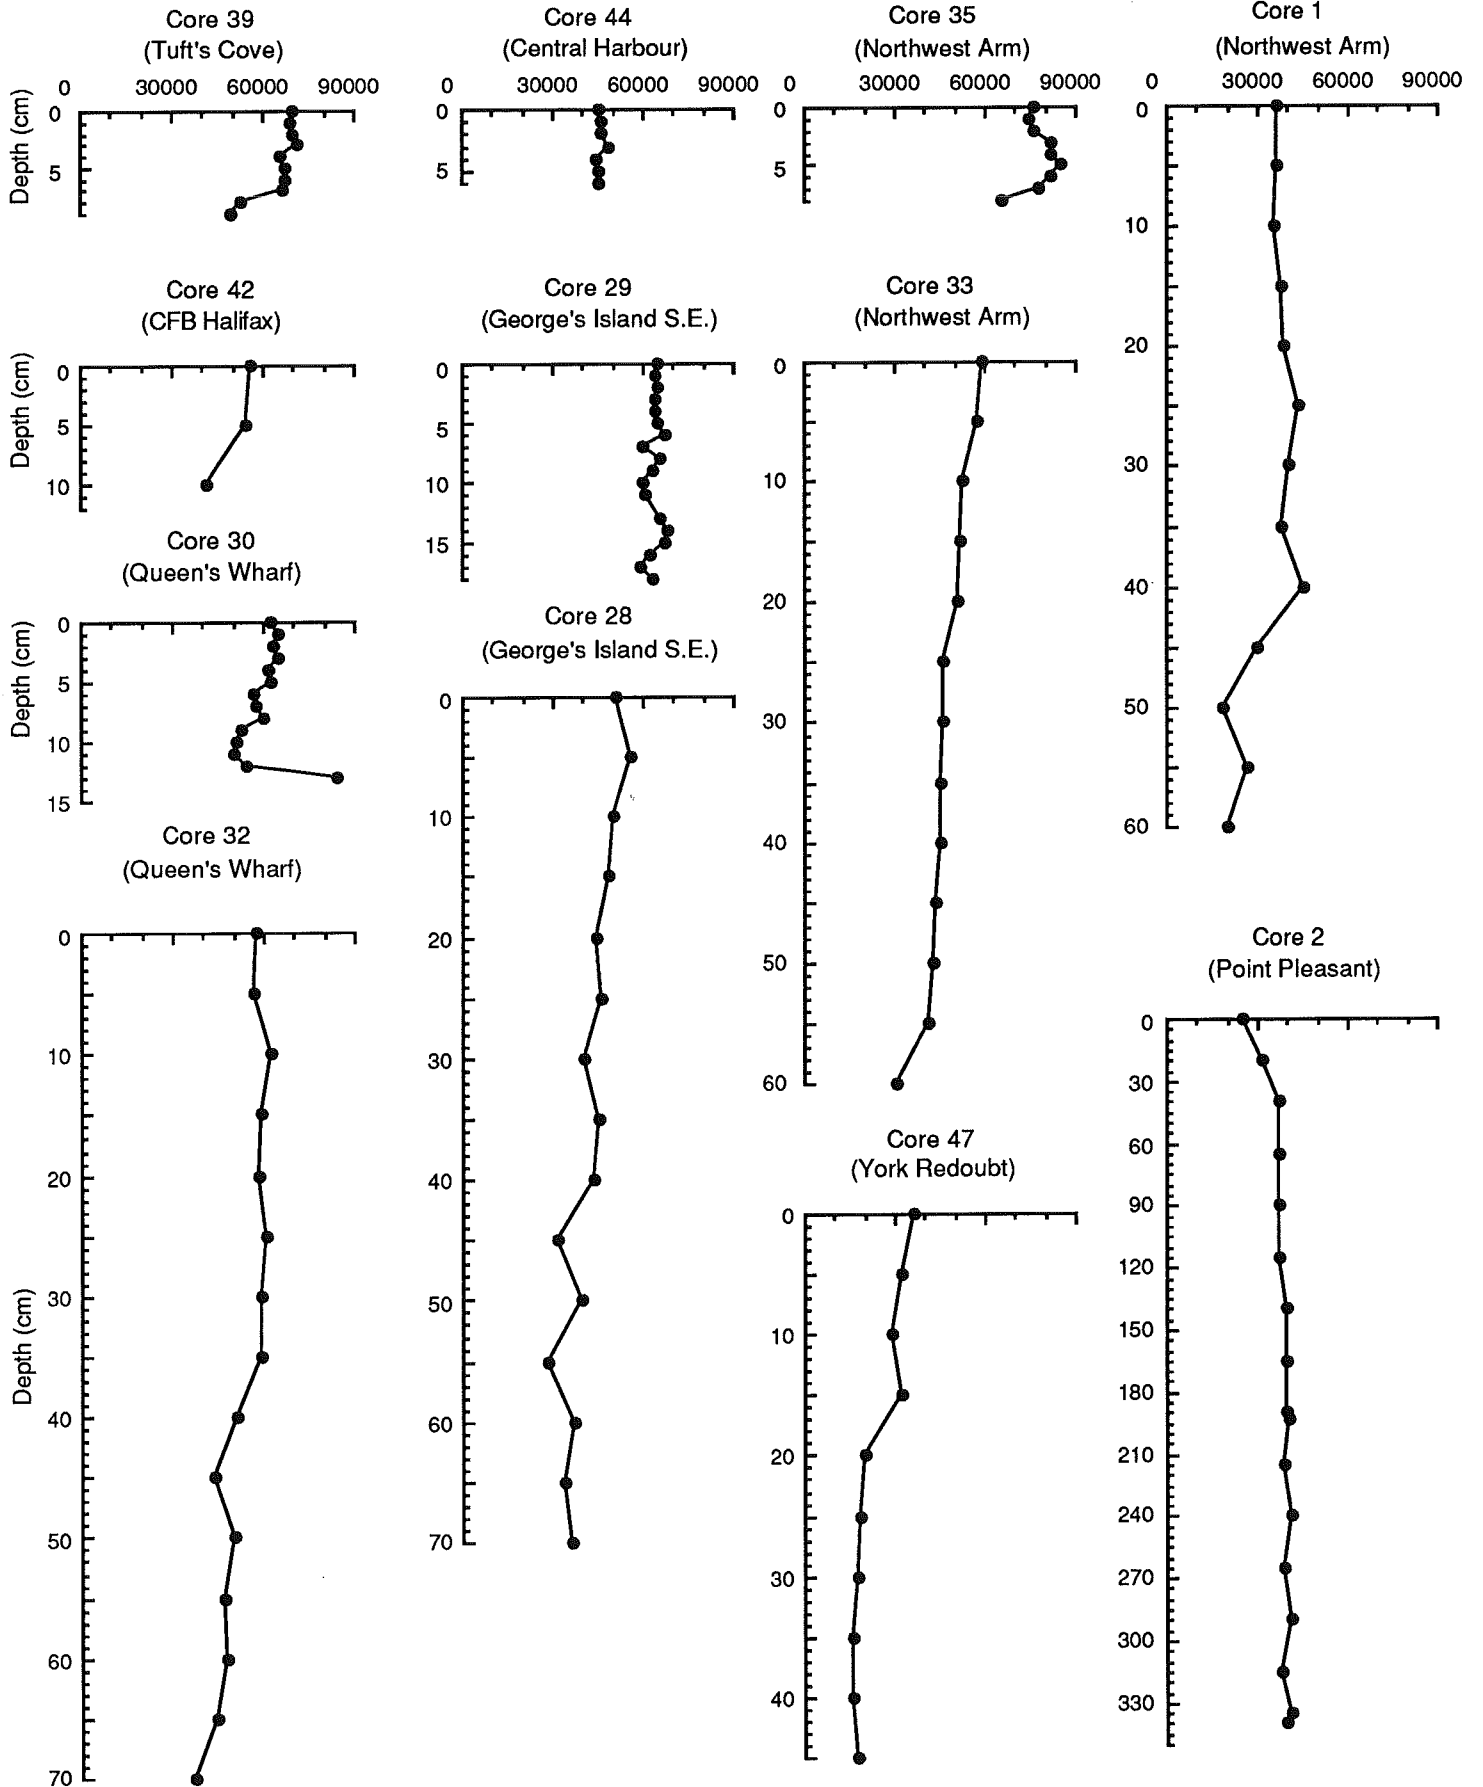 Core 39
(Tuft's Cove)
0 30000 60000 90000
Depth (cm)
0
5
Core 44
(Central Harbour)
0 30000 60000 90000
0
5
Core 35
(Northwest Arm)
0 30000 60000 90000
0
5
Core 1
(Northwest Arm)
0 30000 60000 90000
0
10
20
30
40
50
60
Core 42
(CFB Halifax)
Depth (cm)
0
5
10
Core 29
(George's Island S.E.)
0
5
10
15
Core 33
(Northwest Arm)
0
10
20
30
40
50
60
Core 30
(Queen's Wharf)
Depth (cm)
0
5
10
15
Core 28
(George's Island S.E.)
0
10
20
30
40
50
60
70
Core 32
(Queen's Wharf)
Depth (cm)
0
10
20
30
40
50
60
70
Core 47
(York Redoubt)
0
10
20
30
40
Core 2
(Point Pleasant)
0
30
60
90
120
150
180
210
240
270
300
330